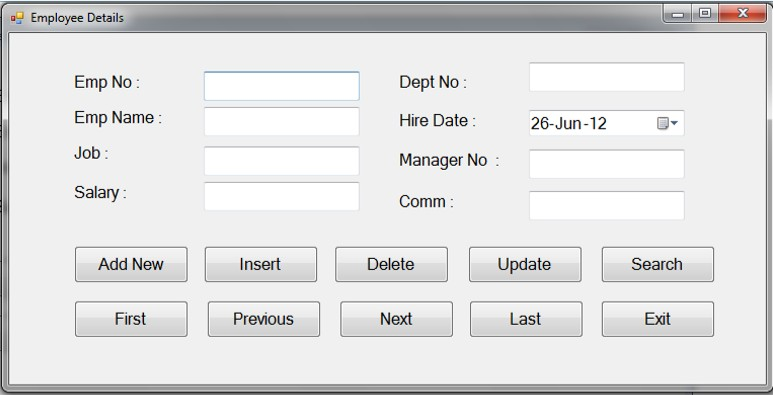 Employee Details
Emp No :
Dept No :
Emp Name :
Hire Date :
26-Jun-12
Job :
Manager No :
Salary :
Comm :
Add New
Insert
Delete
Update
Search
First
Previous
Next
Last
Exit